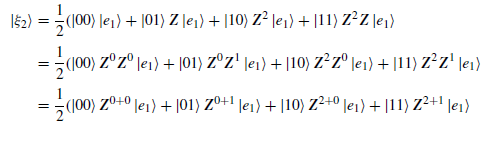 |ξ₂⟩ = 1/2(|00⟩ |e₁⟩ + |01⟩ Z |e₁⟩ + |10⟩ Z² |e₁⟩ + |11⟩ Z²Z |e₁⟩
= 1/2(|00⟩ Z⁰Z⁰ |e₁⟩ + |01⟩ Z⁰Z¹ |e₁⟩ + |10⟩ Z²Z⁰ |e₁⟩ + |11⟩ Z²Z¹ |e₁⟩
= 1/2(|00⟩ Z⁰⁺⁰ |e₁⟩ + |01⟩ Z⁰⁺¹ |e₁⟩ + |10⟩ Z²⁺⁰ |e₁⟩ + |11⟩ Z²⁺¹ |e₁⟩